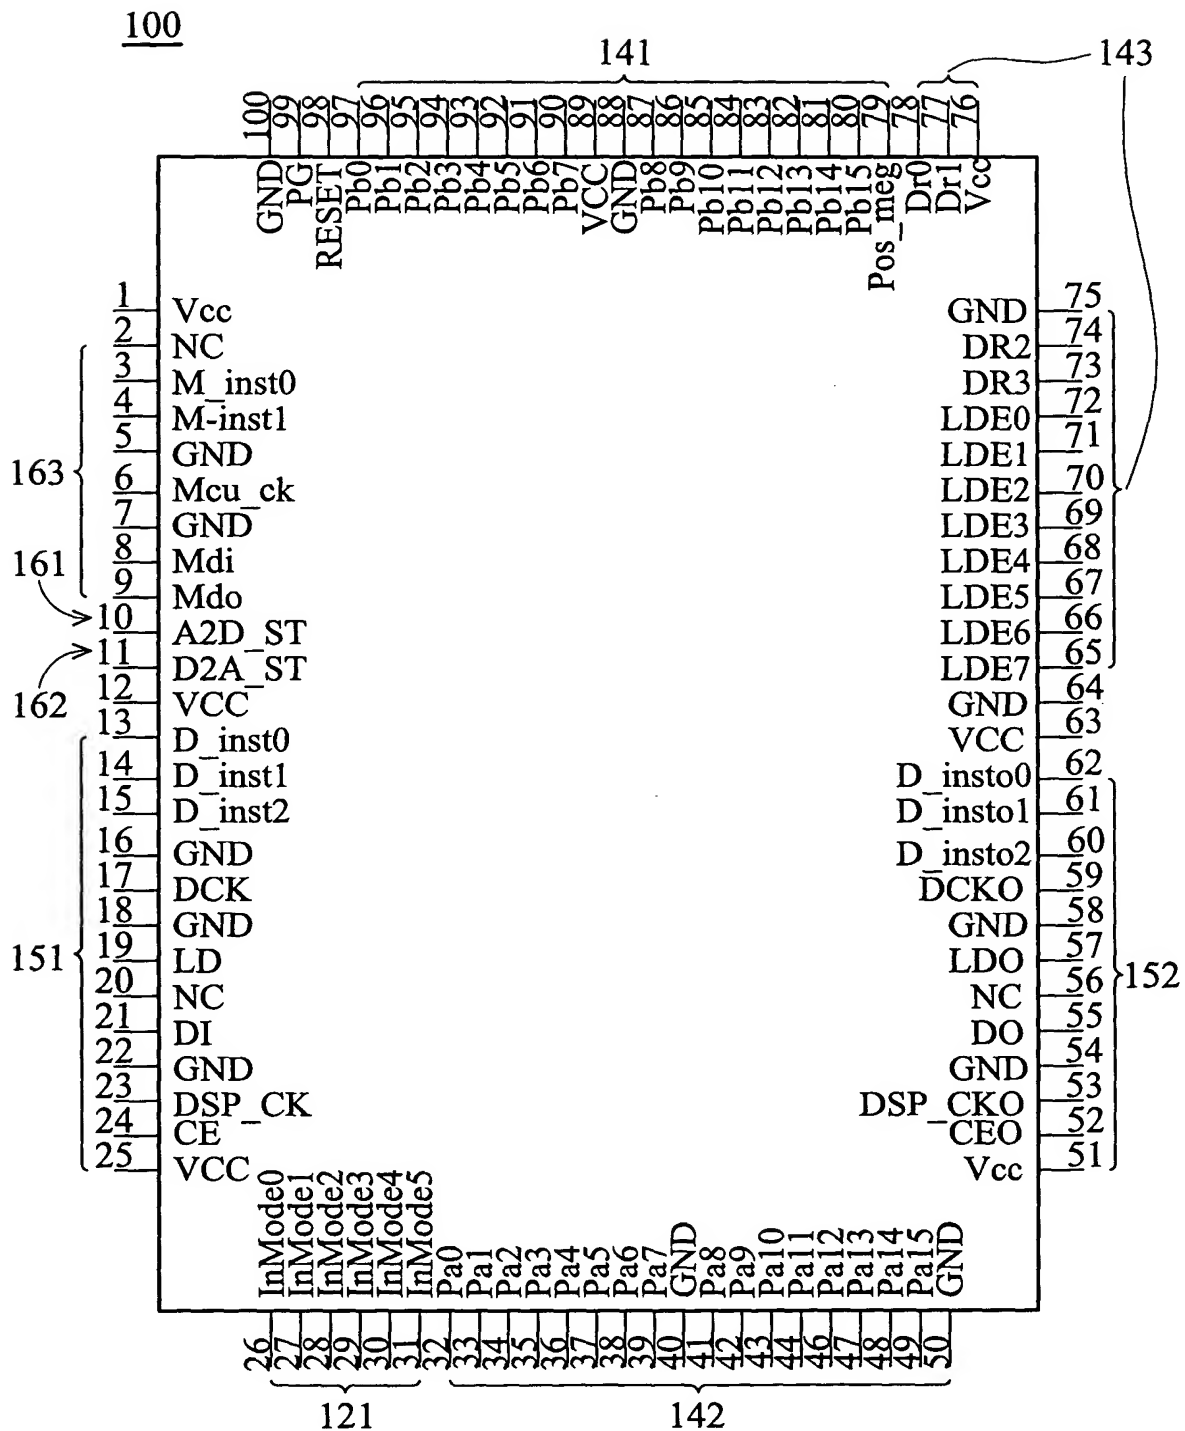 100
141
143
100 99 98 97 96 95 94 93 92 91 90 89 88 87 86 85 84 83 82 81 80 79 78 77 76
GND PG RESET Pb0 Pb1 Pb2 Pb3 Pb4 Pb5 Pb6 Pb7 VCC GND Pb8 Pb9 Pb10 Pb11 Pb12 Pb13 Pb14 Pb15 Pos_meg Dr0 Dr1 Vcc
1 Vcc GND 75
2 NC DR2 74
3 M_inst0 DR3 73
4 M-inst1 LDE0 72
5 GND LDE1 71
163
6 Mcu_ck LDE2 70
7 GND LDE3 69
8 Mdi LDE4 68
161
9 Mdo LDE5 67
10 A2D_ST LDE6 66
11 D2A_ST LDE7 65
162
12 VCC GND 64
13 D_inst0 VCC 63
14 D_inst1 D_insto0 62
15 D_inst2 D_insto1 61
16 GND D_insto2 60
17 DCK DCKO 59
18 GND GND 58
151
19 LD LDO 57
152
20 NC NC 56
21 DI DO 55
22 GND GND 54
23 DSP_CK DSP_CKO 53
24 CE CEO 52
25 VCC Vcc 51
InMode0 InMode1 InMode2 InMode3 InMode4 InMode5 Pa0 Pa1 Pa2 Pa3 Pa4 Pa5 Pa6 Pa7 GND Pa8 Pa9 Pa10 Pa11 Pa12 Pa13 Pa14 Pa15 GND
26 27 28 29 30 31 32 33 34 35 36 37 38 39 40 41 42 43 44 46 47 48 49 50
121
142